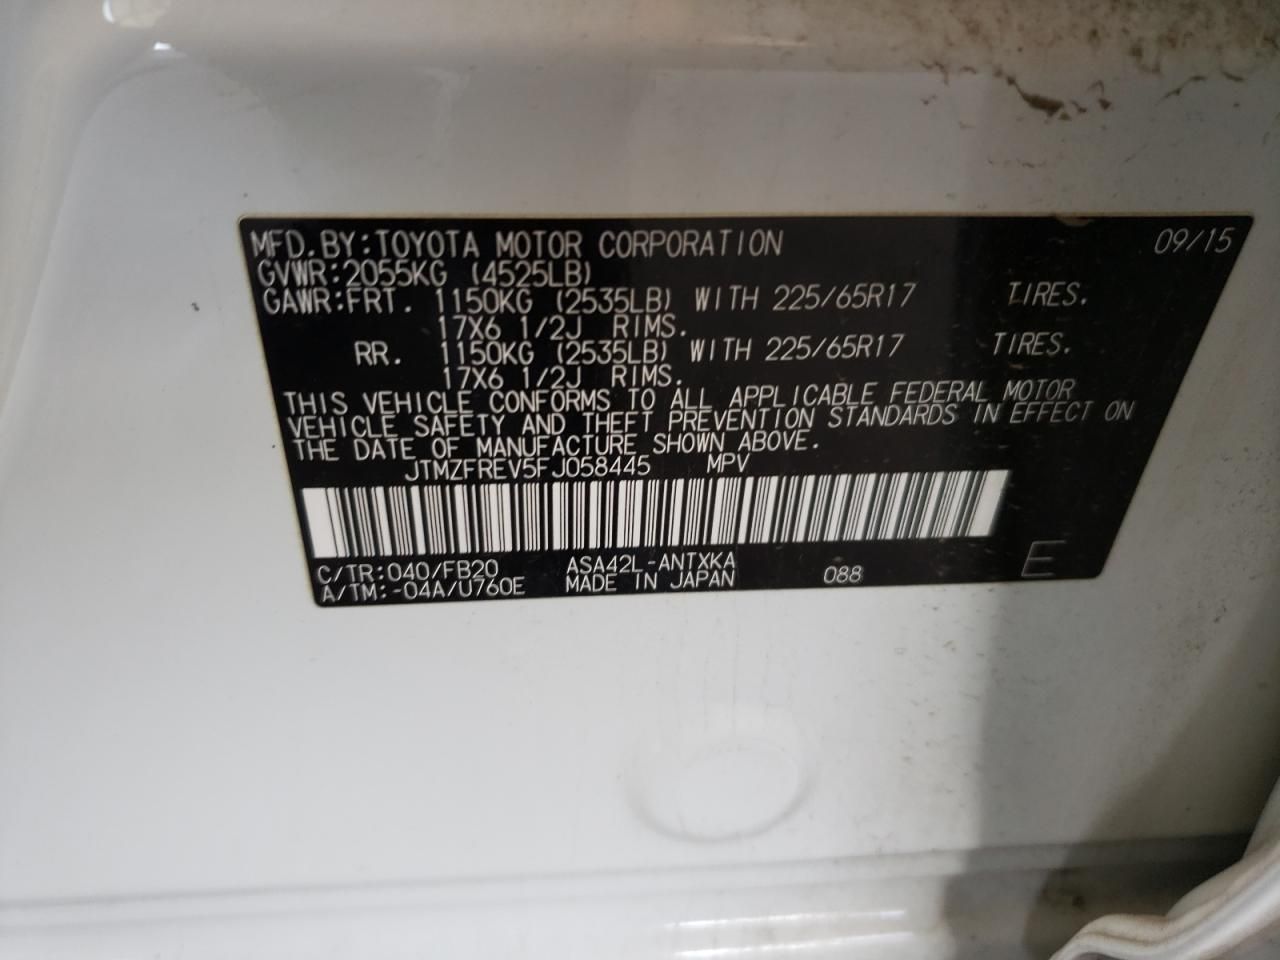 MFD.BY:TOYOTA MOTOR CORPORATION 09/15
GVWR:2055KG (4525LB)
GAWR:FRT. 1150KG (2535LB) WITH 225/65R17 TIRES.
17X6 1/2J RIMS.
RR. 1150KG (2535LB) WITH 225/65R17 TIRES.
17X6 1/2J RIMS.
THIS VEHICLE CONFORMS TO ALL APPLICABLE FEDERAL MOTOR
VEHICLE SAFETY AND THEFT PREVENTION STANDARDS IN EFFECT ON
THE DATE OF MANUFACTURE SHOWN ABOVE.
JTMZFREV5FJ058445 MPV
C/TR:040/FB20 ASA42L-ANTXKA
A/TM:-04A/U760E MADE IN JAPAN 088 E